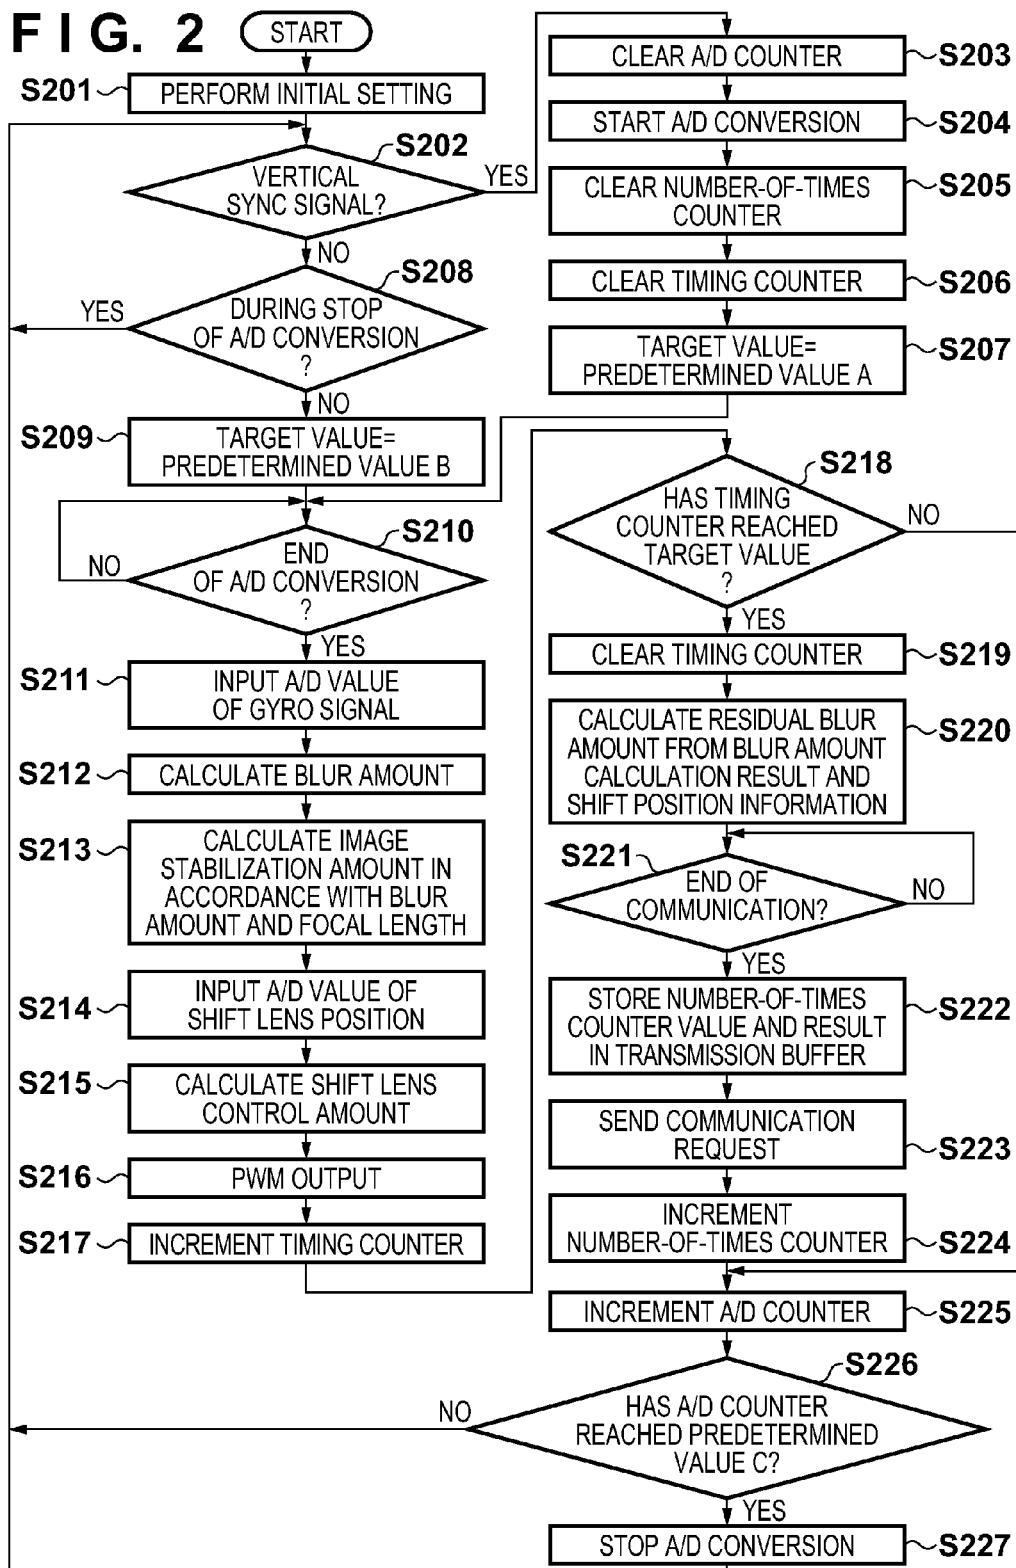 FIG. 2
START
S201
PERFORM INITIAL SETTING
S202
VERTICAL
SYNC SIGNAL?
YES
NO
S203
CLEAR A/D COUNTER
S204
START A/D CONVERSION
S205
CLEAR NUMBER-OF-TIMES
COUNTER
S206
CLEAR TIMING COUNTER
S207
TARGET VALUE=
PREDETERMINED VALUE A
S208
DURING STOP
OF A/D CONVERSION
?
YES
NO
S209
TARGET VALUE=
PREDETERMINED VALUE B
S210
END
OF A/D CONVERSION
?
NO
YES
S211
INPUT A/D VALUE
OF GYRO SIGNAL
S212
CALCULATE BLUR AMOUNT
S213
CALCULATE IMAGE
STABILIZATION AMOUNT IN
ACCORDANCE WITH BLUR
AMOUNT AND FOCAL LENGTH
S214
INPUT A/D VALUE OF
SHIFT LENS POSITION
S215
CALCULATE SHIFT LENS
CONTROL AMOUNT
S216
PWM OUTPUT
S217
INCREMENT TIMING COUNTER
S218
HAS TIMING
COUNTER REACHED
TARGET VALUE
?
NO
YES
S219
CLEAR TIMING COUNTER
S220
CALCULATE RESIDUAL BLUR
AMOUNT FROM BLUR AMOUNT
CALCULATION RESULT AND
SHIFT POSITION INFORMATION
S221
END OF
COMMUNICATION?
NO
YES
S222
STORE NUMBER-OF-TIMES
COUNTER VALUE AND RESULT
IN TRANSMISSION BUFFER
S223
SEND COMMUNICATION
REQUEST
S224
INCREMENT
NUMBER-OF-TIMES COUNTER
S225
INCREMENT A/D COUNTER
S226
HAS A/D COUNTER
REACHED PREDETERMINED
VALUE C?
NO
YES
S227
STOP A/D CONVERSION